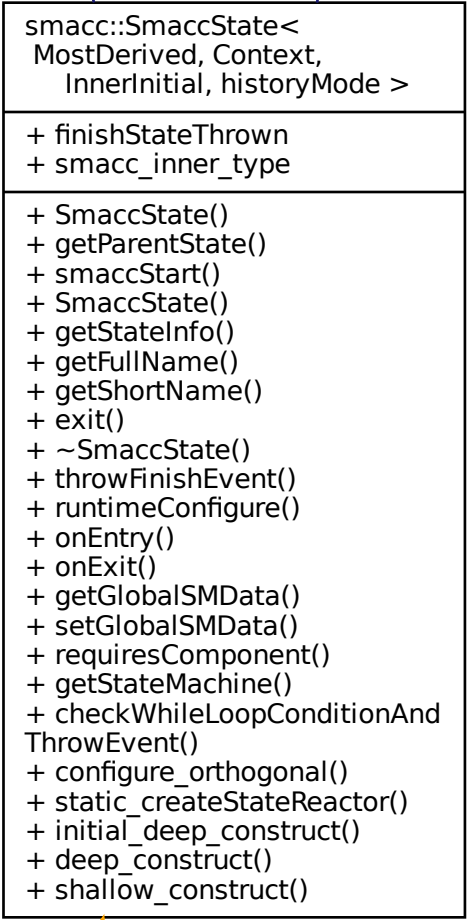 smacc::SmaccState<
MostDerived, Context,
InnerInitial, historyMode >
+ finishStateThrown
+ smacc_inner_type
+ SmaccState()
+ getParentState()
+ smaccStart()
+ SmaccState()
+ getStateInfo()
+ getFullName()
+ getShortName()
+ exit()
+ ~SmaccState()
+ throwFinishEvent()
+ runtimeConfigure()
+ onEntry()
+ onExit()
+ getGlobalSMData()
+ setGlobalSMData()
+ requiresComponent()
+ getStateMachine()
+ checkWhileLoopConditionAnd
ThrowEvent()
+ configure_orthogonal()
+ static_createStateReactor()
+ initial_deep_construct()
+ deep_construct()
+ shallow_construct()